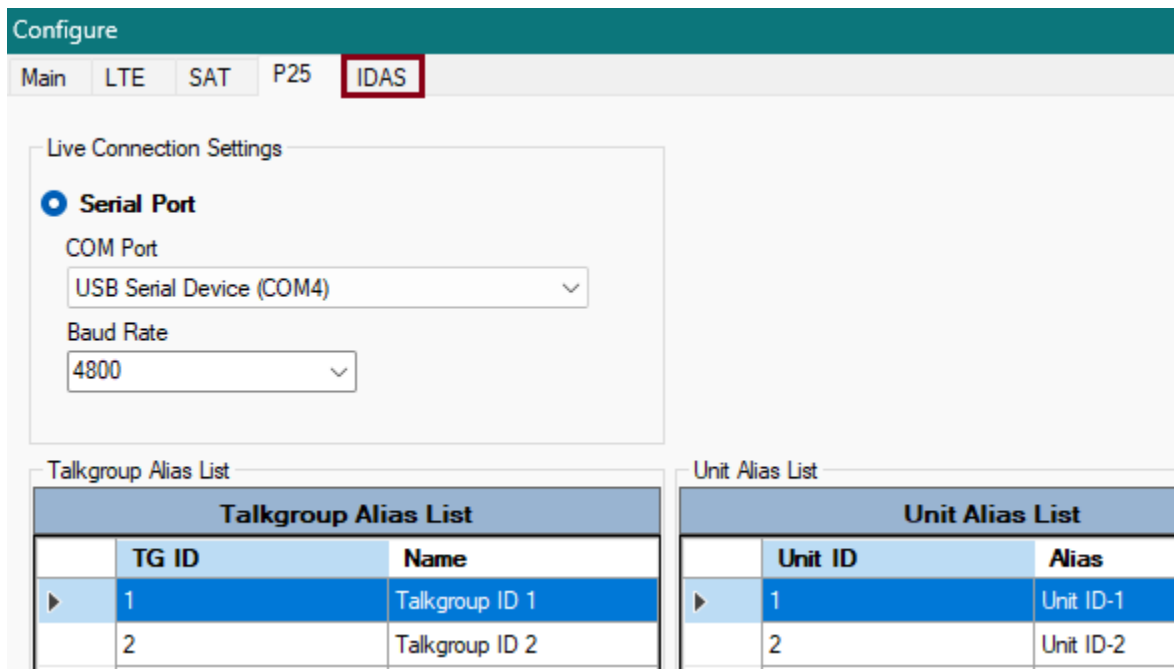 Configure
Main LTE SAT P25 IDAS
Live Connection Settings
Serial Port
COM Port
USB Serial Device (COM4)
Baud Rate
4800
Talkgroup Alias List
Talkgroup Alias List
TG ID Name
1 Talkgroup ID 1
2 Talkgroup ID 2
Unit Alias List
Unit Alias List
Unit ID Alias
1 Unit ID-1
2 Unit ID-2